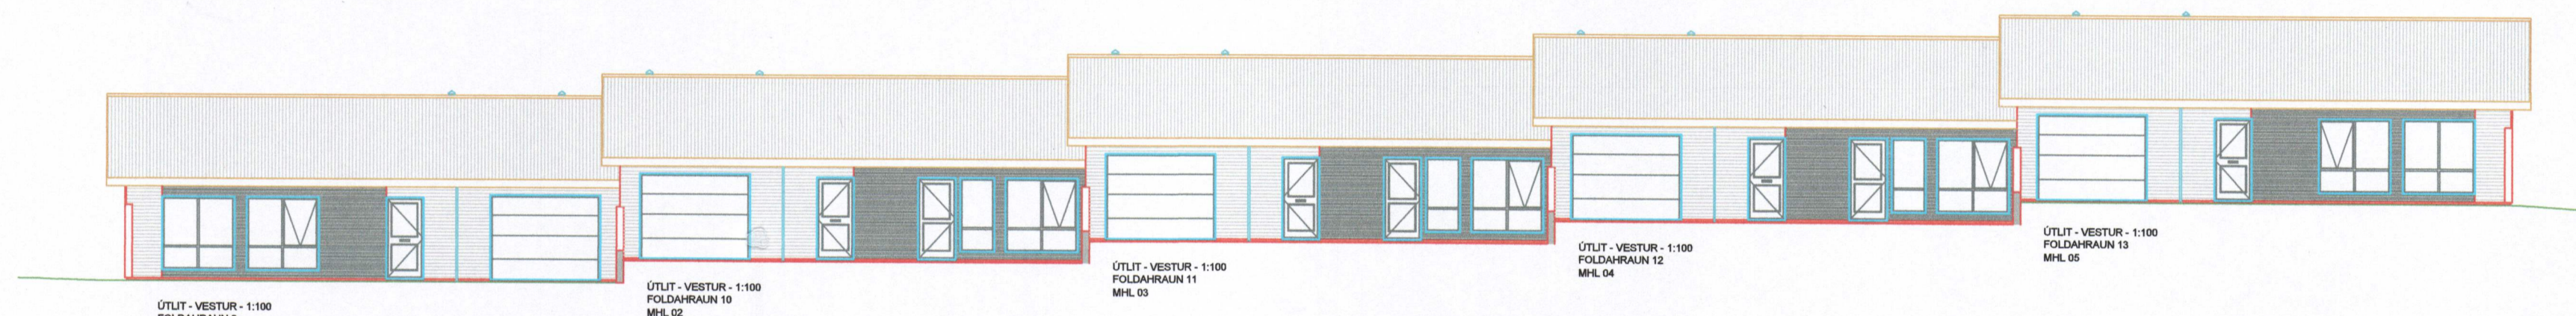 ÚTLIT - VESTUR - 1:100
ÚTLIT - VESTUR - 1:100
FOLDAHRAUN 10
MHL 02
ÚTLIT - VESTUR - 1:100
FOLDAHRAUN 11
MHL 03
ÚTLIT - VESTUR - 1:100
FOLDAHRAUN 12
MHL 04
ÚTLIT - VESTUR - 1:100
FOLDAHRAUN 13
MHL 05